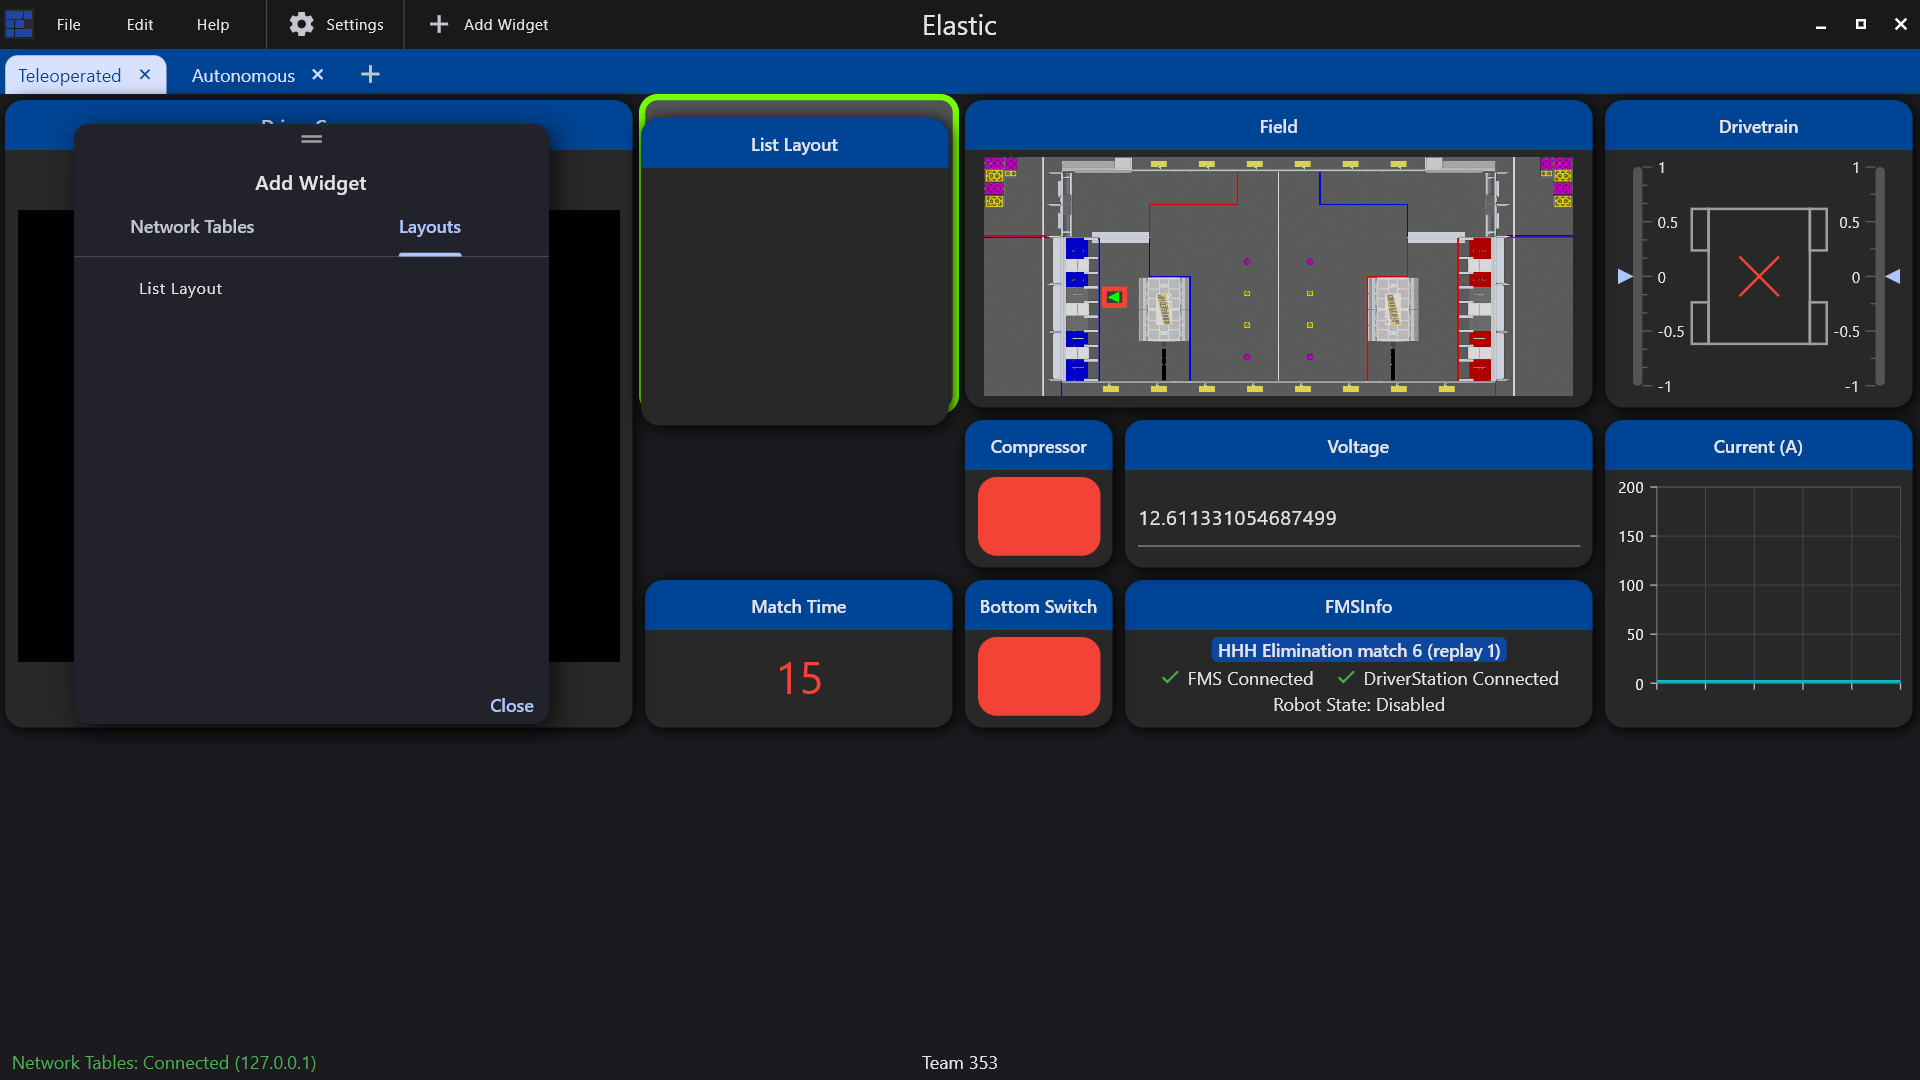 File Edit Help Settings Add Widget Elastic
Teleoperated Autonomous
Add Widget
Network Tables Layouts
List Layout
Close
List Layout
Match Time
15
Field
Compressor
Bottom Switch
Voltage
12.611331054687499
FMSInfo
HHH Elimination match 6 (replay 1)
FMS Connected DriverStation Connected
Robot State: Disabled
Drivetrain
1 1
0.5 0.5
0 0
-0.5 -0.5
-1 -1
Current (A)
200
150
100
50
0
Network Tables: Connected (127.0.0.1)
Team 353